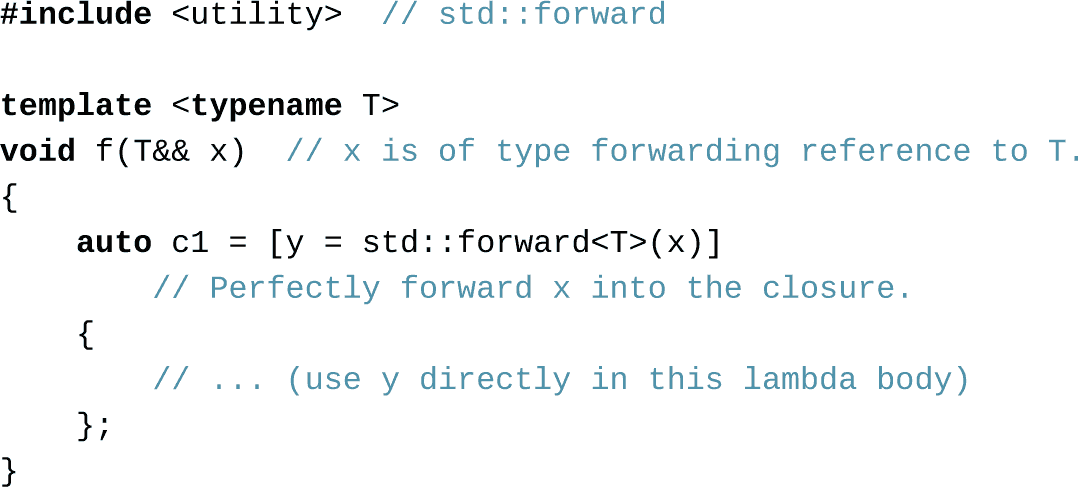 #include <utility>  // std::forward

template <typename T>
void f(T&& x)  // x is of type forwarding reference to T.
{
    auto c1 = [y = std::forward<T>(x)]
        // Perfectly forward x into the closure.
    {
        // ... (use y directly in this lambda body)
    };
}